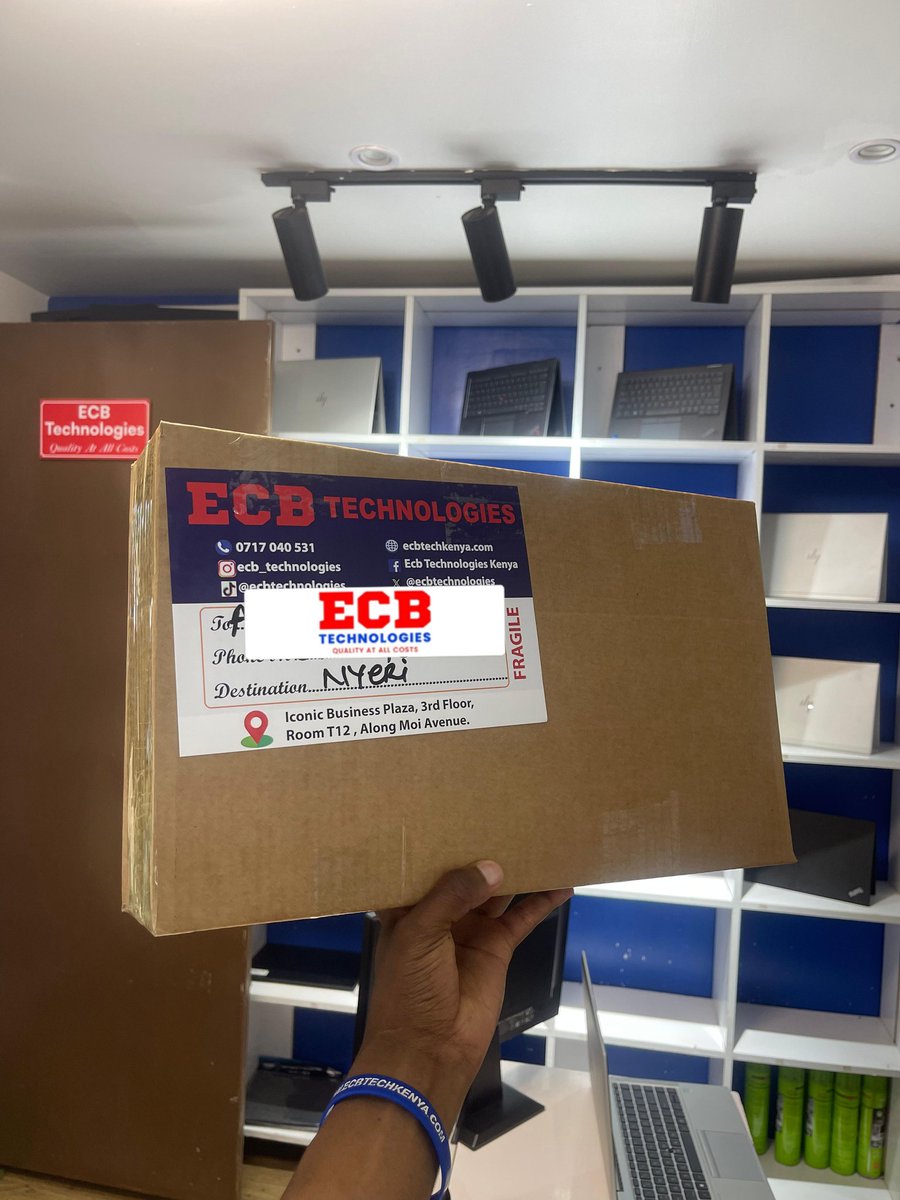 ECB
Technologies
Quality At All Costs
ECB TECHNOLOGIES
0717 040 531
ecbtechkenya.com
ecb_technologies
Ecb Technologies Kenya
@ecbtechnologies
@ecbtechnologies
To
ECB
TECHNOLOGIES
QUALITY AT ALL COSTS
FRAGILE
Phone
Destination NYERI
Iconic Business Plaza, 3rd Floor,
Room T12 , Along Moi Avenue.
ECBTECHKENYA.COM